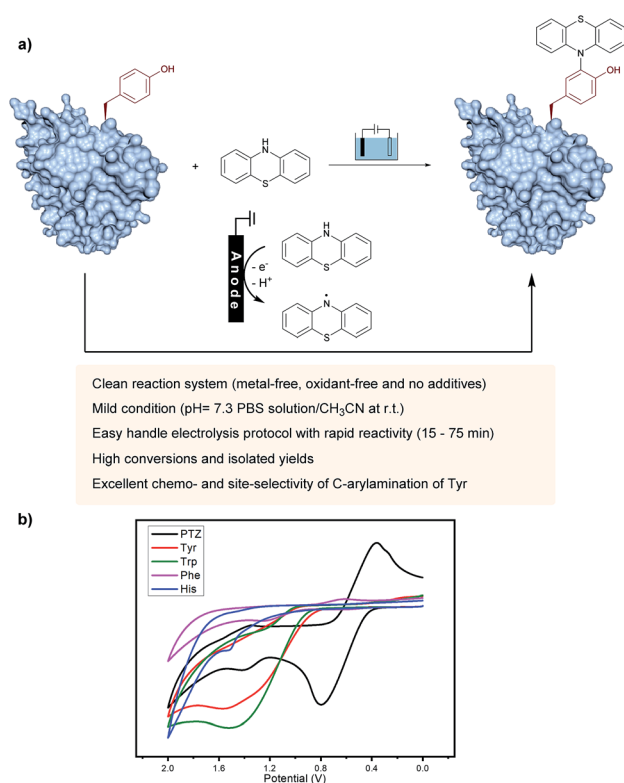 a)
OH
S
N
OH
H
N
S
+
Anode
- e⁻
- H⁺
H
N
S
•
N
S
Clean reaction system (metal-free, oxidant-free and no additives)
Mild condition (pH= 7.3 PBS solution/CH₃CN at r.t.)
Easy handle electrolysis protocol with rapid reactivity (15 - 75 min)
High conversions and isolated yields
Excellent chemo- and site-selectivity of C-arylamination of Tyr
b)
PTZ
Tyr
Trp
Phe
His
2.0 1.6 1.2 0.8 0.4 0.0
Potential (V)